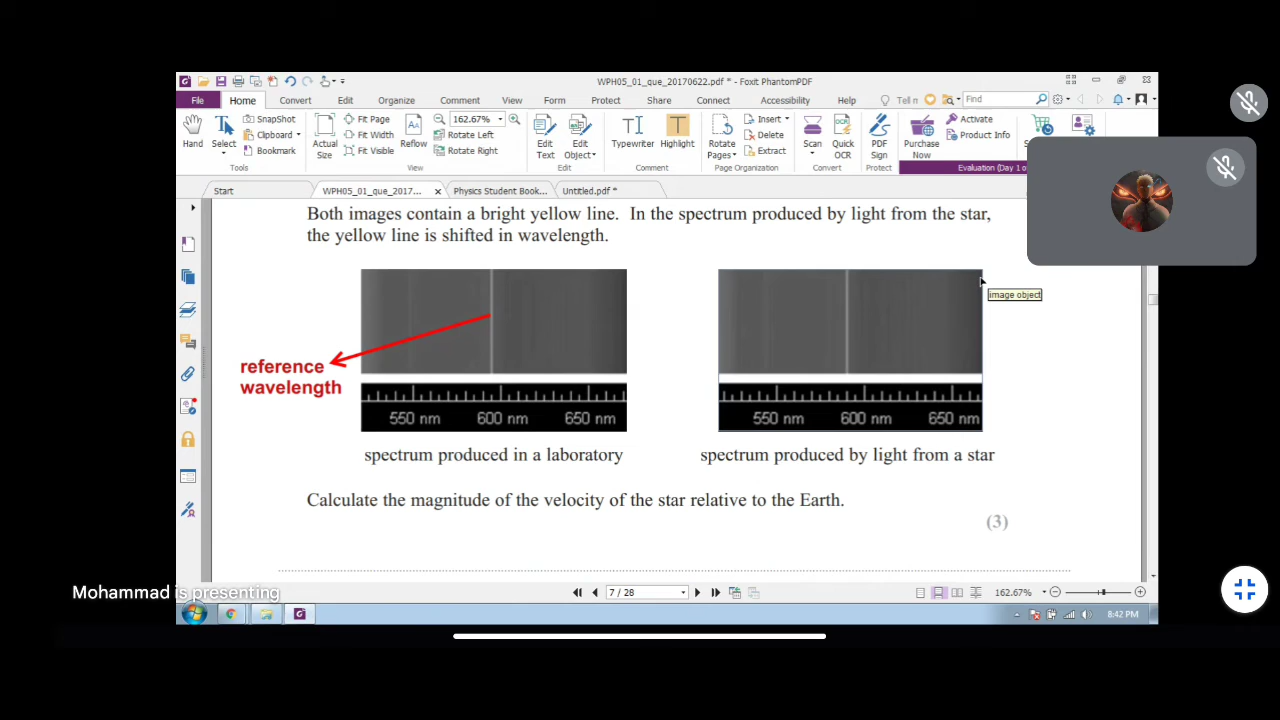 WPH05_01_que_20170622.pdf * - Foxit PhantomPDF
File Home Convert Edit Organize Comment View Form Protect Share Connect Accessibility Help Tell n Find
Hand
Select
SnapShot
Clipboard
Bookmark
Tools
Actual Size
Fit Page
Fit Width
Fit Visible
Reflow
162.67%
Rotate Left
Rotate Right
View
Edit Text
Edit Object
Edit
Typewriter
Highlight
Comment
Rotate Pages
Insert
Delete
Extract
Page Organization
Scan
Quick OCR
Convert
PDF Sign
Protect
Purchase Now
Activate
Product Info
Evaluation (Day 1 o
Start WPH05_01_que_2017... Physics Student Book... Untitled.pdf *
Both images contain a bright yellow line. In the spectrum produced by light from the star,
the yellow line is shifted in wavelength.
image object
reference
wavelength
550 nm 600 nm 650 nm
550 nm 600 nm 650 nm
spectrum produced in a laboratory
spectrum produced by light from a star
Calculate the magnitude of the velocity of the star relative to the Earth.
(3)
Mohammad is presenting
7 / 28
162.67%
8:42 PM